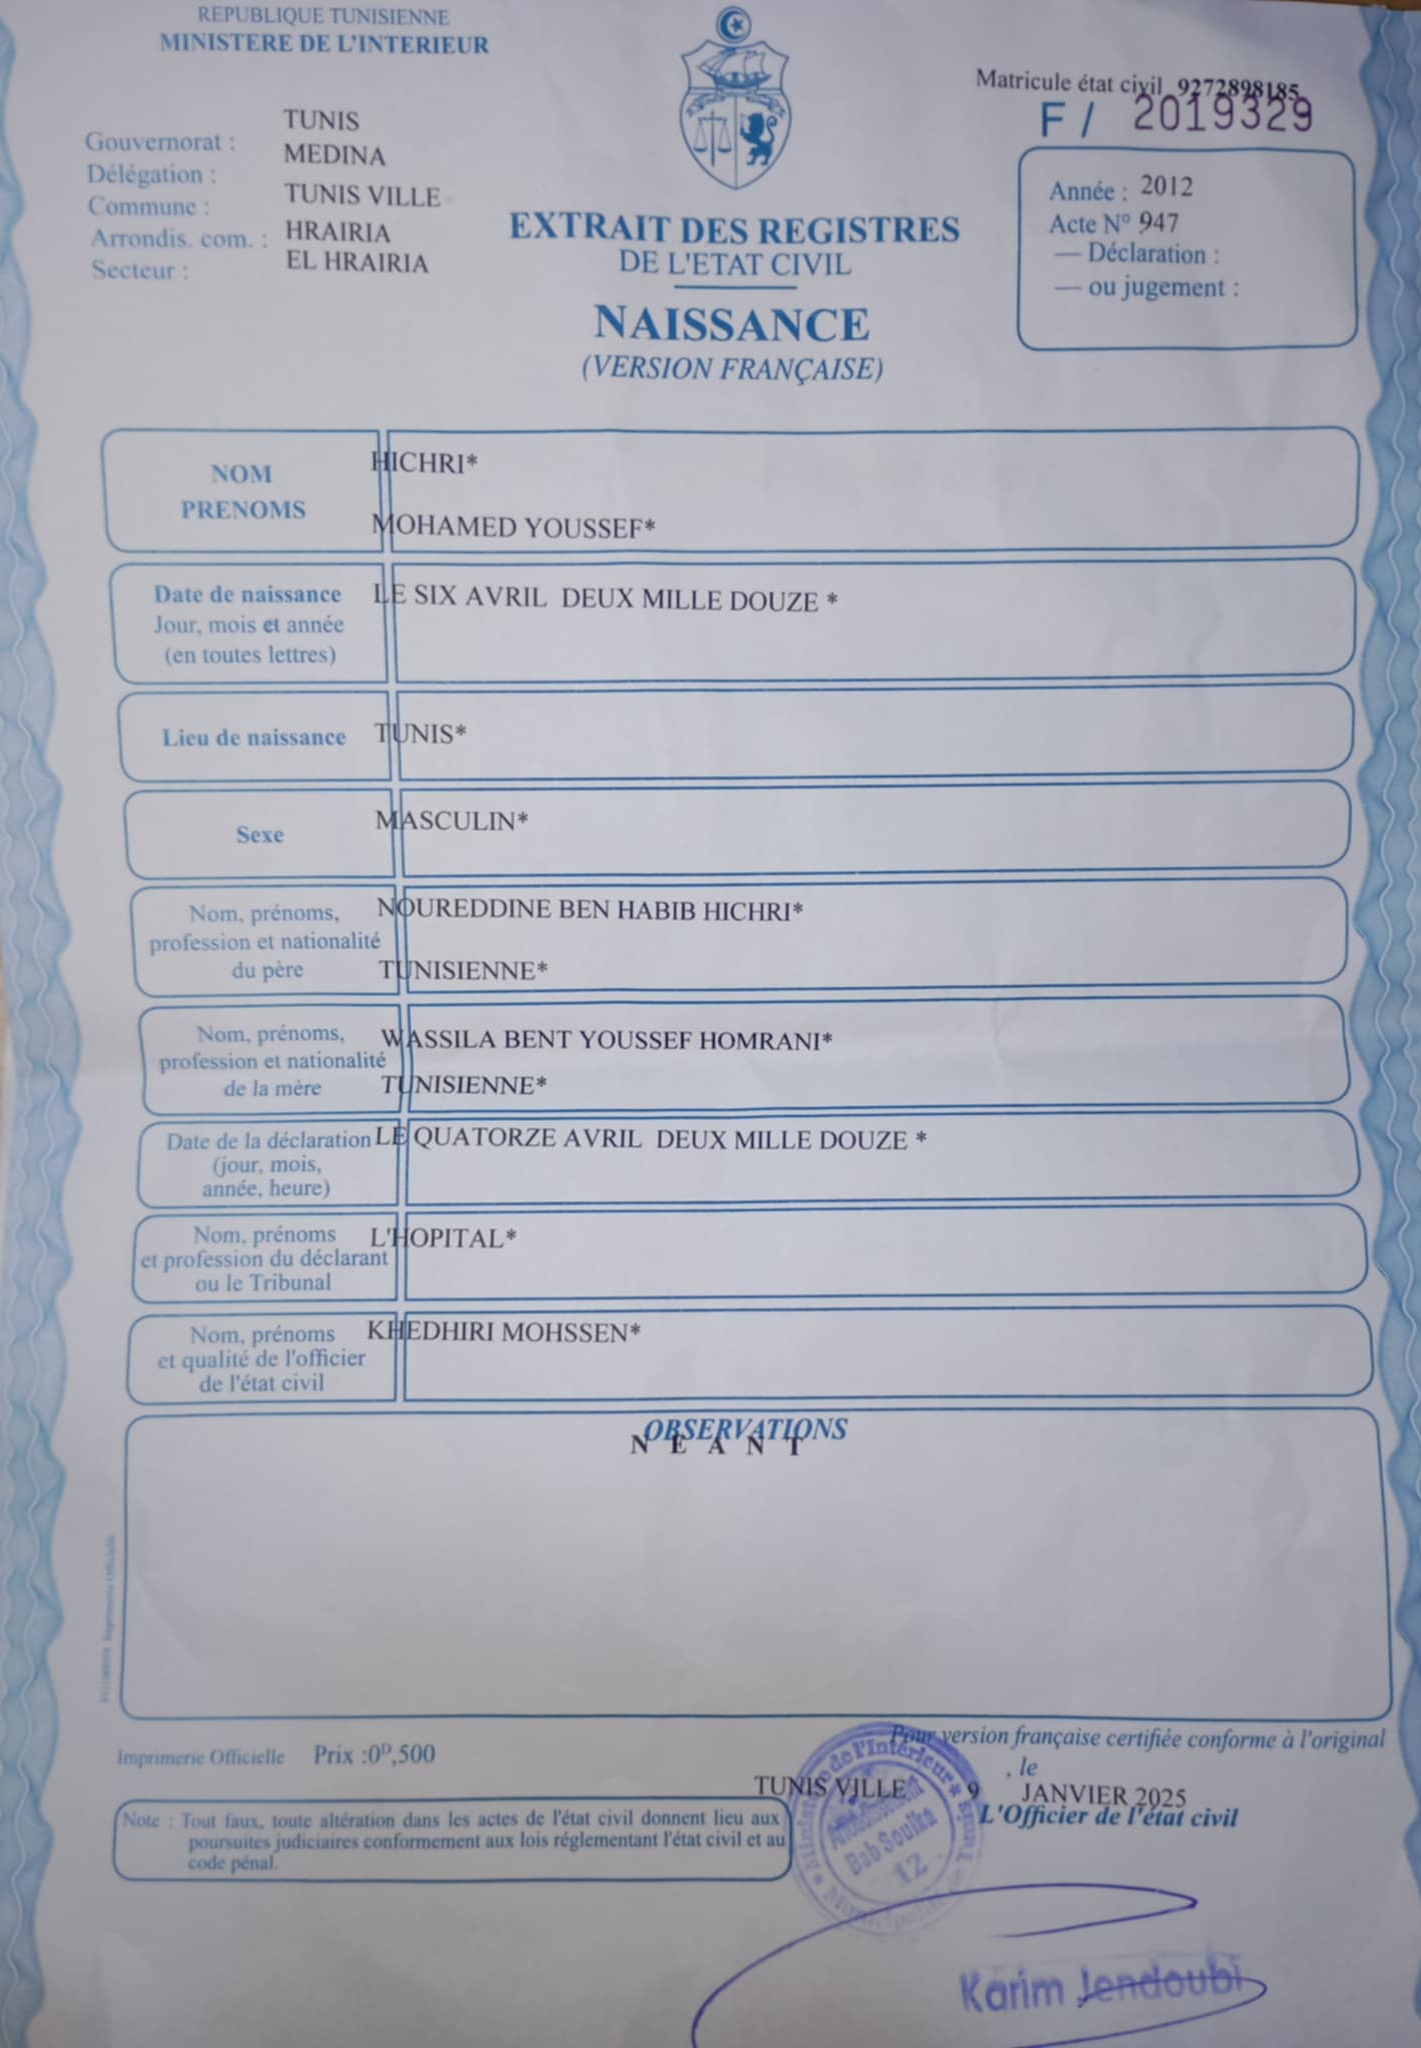 REPUBLIQUE TUNISIENNE
MINISTERE DE L'INTERIEUR
Matricule état civil 9272898185
F / 2019329
Gouvernorat : TUNIS
Délégation : MEDINA
Commune : TUNIS VILLE
Arrondis. com. : HRAIRIA
Secteur : EL HRAIRIA
Année : 2012
Acte N° 947
— Déclaration :
— ou jugement :
EXTRAIT DES REGISTRES
DE L'ETAT CIVIL
NAISSANCE
(VERSION FRANÇAISE)
NOM
HICHRI*
PRENOMS
MOHAMED YOUSSEF*
Date de naissance
Jour, mois et année
(en toutes lettres)
LE SIX AVRIL DEUX MILLE DOUZE *
Lieu de naissance
TUNIS*
Sexe
MASCULIN*
Nom, prénoms,
profession et nationalité
du père
NOUREDDINE BEN HABIB HICHRI*
TUNISIENNE*
Nom, prénoms,
profession et nationalité
de la mère
WASSILA BENT YOUSSEF HOMRANI*
TUNISIENNE*
Date de la déclaration
(jour, mois,
année, heure)
LE QUATORZE AVRIL DEUX MILLE DOUZE *
Nom, prénoms
et profession du déclarant
ou le Tribunal
L'HOPITAL*
Nom, prénoms
et qualité de l'officier
de l'état civil
KHEDHIRI MOHSSEN*
OBSERVATIONS
N E A N T
Imprimerie Officielle
Prix :0ᴰ,500
Pour version française certifiée conforme à l'original
, le
TUNIS VILLE 9 JANVIER 2025
L'Officier de l'état civil
Note : Tout faux, toute altération dans les actes de l'état civil donnent lieu aux
poursuites judiciaires conformement aux lois réglementant l'état civil et au
code pénal.
Ministère de l'Intérieur
Tunis
Municipalité
Arrondissement
Bab Souika
12
Karim Jendoubi